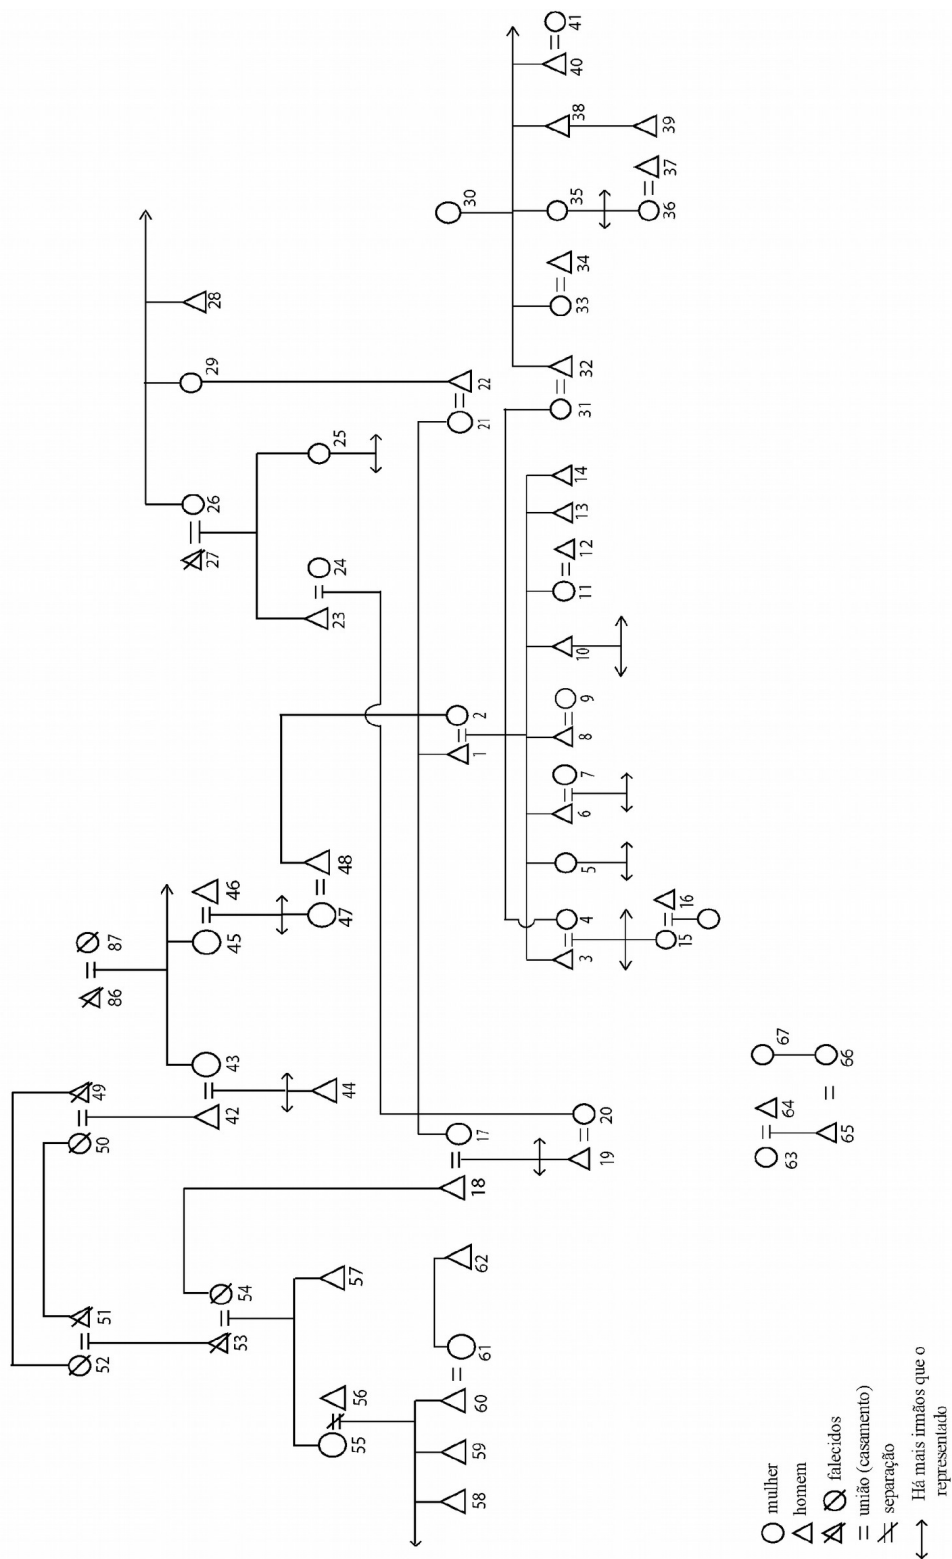 52 51 50 49 86 87
53 54 42 43 45 46 27 26 29 28
55 56 57 44 47 48 23 24 25
58 59 60 61 62 18 17 1 2 21 22 30
19 20 3 4 5 6 7 8 9 10 11 12 13 14 31 32 33 34 35 38 40 41
15 16 36 37 39
63 64 67
65 66
mulher
homem
falecidos
união (casamento)
separação
Há mais irmãos que o
representado